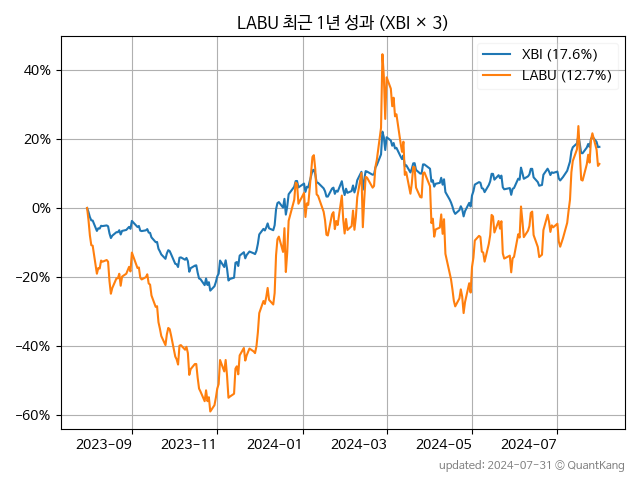 LABU 최근 1년 성과 (XBI × 3)
XBI (17.6%)
LABU (12.7%)
40%
20%
0%
−20%
−40%
−60%
2023-09 2023-11 2024-01 2024-03 2024-05 2024-07
updated: 2024-07-31 © QuantKang